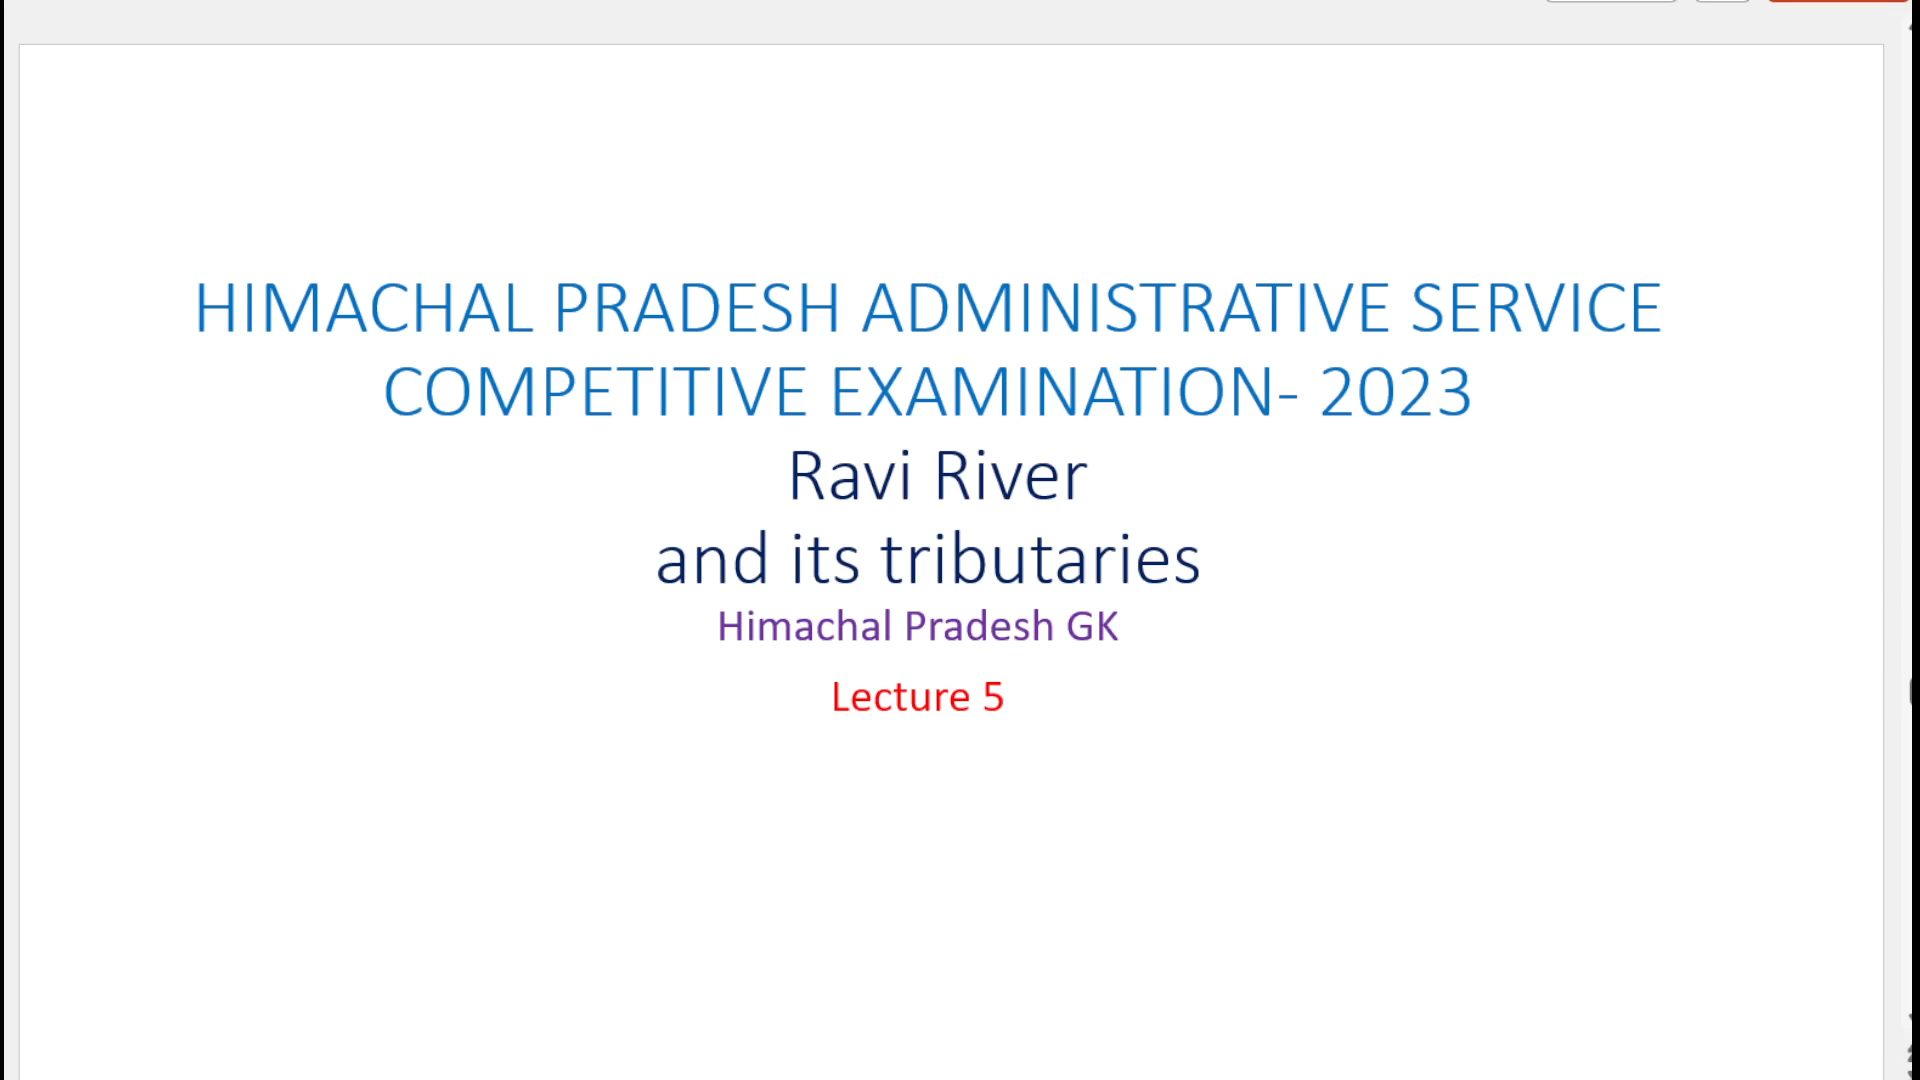 HIMACHAL PRADESH ADMINISTRATIVE SERVICE
COMPETITIVE EXAMINATION- 2023
Ravi River
and its tributaries
Himachal Pradesh GK
Lecture 5